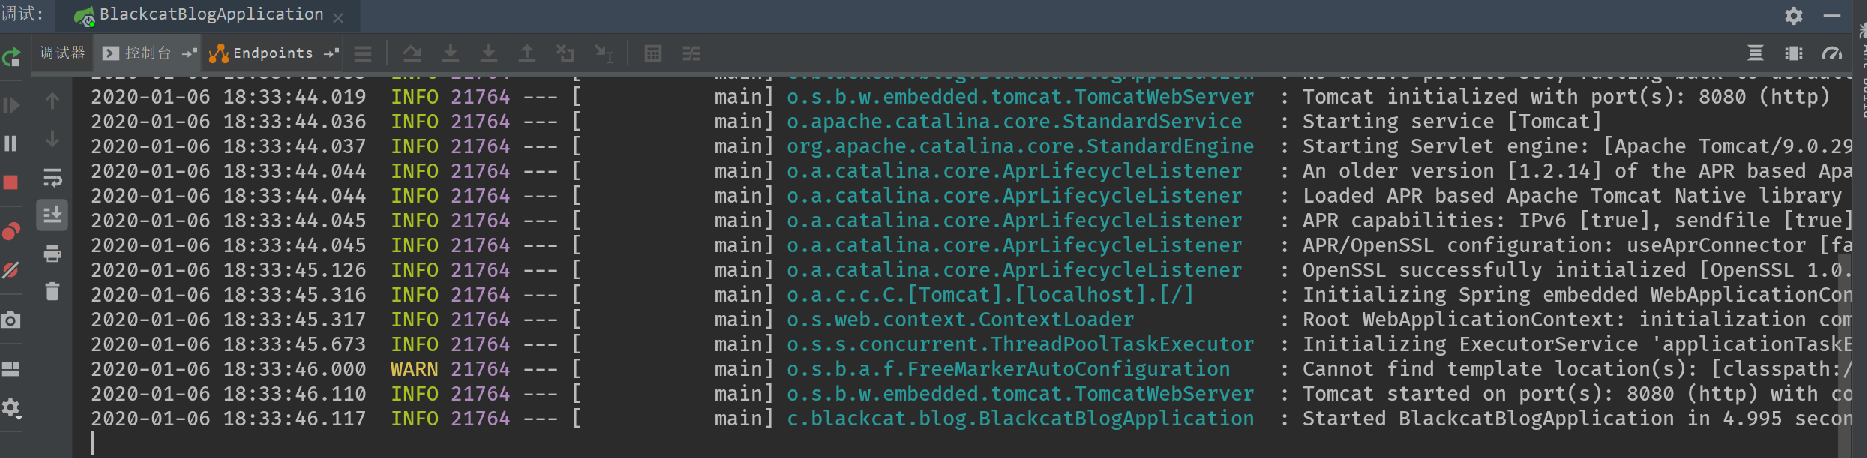 调试: BlackcatBlogApplication
调试器 控制台 Endpoints
2020-01-06 18:33:44.019 INFO 21764 --- [ main] o.s.b.w.embedded.tomcat.TomcatWebServer : Tomcat initialized with port(s): 8080 (http)
2020-01-06 18:33:44.036 INFO 21764 --- [ main] o.apache.catalina.core.StandardService : Starting service [Tomcat]
2020-01-06 18:33:44.037 INFO 21764 --- [ main] org.apache.catalina.core.StandardEngine : Starting Servlet engine: [Apache Tomcat/9.0.29
2020-01-06 18:33:44.044 INFO 21764 --- [ main] o.a.catalina.core.AprLifecycleListener : An older version [1.2.14] of the APR based Apa
2020-01-06 18:33:44.044 INFO 21764 --- [ main] o.a.catalina.core.AprLifecycleListener : Loaded APR based Apache Tomcat Native library
2020-01-06 18:33:44.045 INFO 21764 --- [ main] o.a.catalina.core.AprLifecycleListener : APR capabilities: IPv6 [true], sendfile [true]
2020-01-06 18:33:44.045 INFO 21764 --- [ main] o.a.catalina.core.AprLifecycleListener : APR/OpenSSL configuration: useAprConnector [fa
2020-01-06 18:33:45.126 INFO 21764 --- [ main] o.a.catalina.core.AprLifecycleListener : OpenSSL successfully initialized [OpenSSL 1.0.
2020-01-06 18:33:45.316 INFO 21764 --- [ main] o.a.c.c.C.[Tomcat].[localhost].[/] : Initializing Spring embedded WebApplicationCon
2020-01-06 18:33:45.317 INFO 21764 --- [ main] o.s.web.context.ContextLoader : Root WebApplicationContext: initialization com
2020-01-06 18:33:45.673 INFO 21764 --- [ main] o.s.s.concurrent.ThreadPoolTaskExecutor : Initializing ExecutorService 'applicationTaskE
2020-01-06 18:33:46.000 WARN 21764 --- [ main] o.s.b.a.f.FreeMarkerAutoConfiguration : Cannot find template location(s): [classpath:/
2020-01-06 18:33:46.110 INFO 21764 --- [ main] o.s.b.w.embedded.tomcat.TomcatWebServer : Tomcat started on port(s): 8080 (http) with co
2020-01-06 18:33:46.117 INFO 21764 --- [ main] c.blackcat.blog.BlackcatBlogApplication : Started BlackcatBlogApplication in 4.995 secon